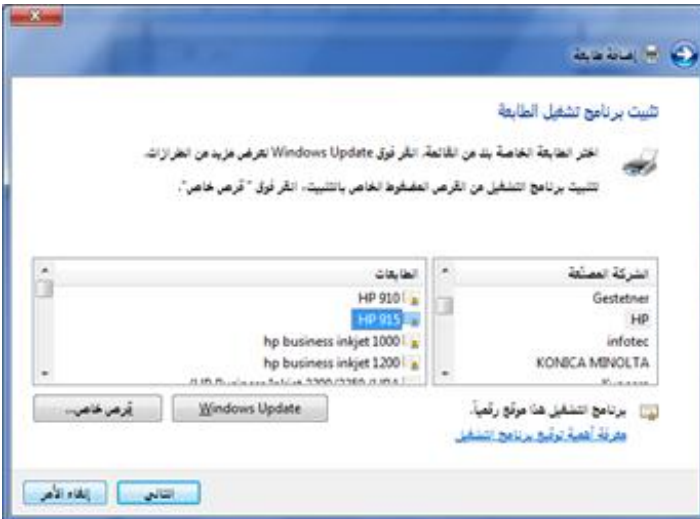 إضافة طابعة
تثبيت برنامج تشغيل الطابعة
اختر الطابعة الخاصة بك من القائمة. انقر فوق Windows Update لعرض مزيد من الطرازات.
لتثبيت برنامج التشغيل من القرص المضغوط الخاص بالتثبيت، انقر فوق "قرص خاص".
الشركة المصنّعة
Gestetner
HP
infotec
KONICA MINOLTA
الطابعات
HP 910
HP 915
hp business inkjet 1000
hp business inkjet 1200
برنامج التشغيل هذا موقع رقمياً.
معرفة أهمية توقيع برنامج التشغيل
Windows Update
قرص خاص...
التالي
إلغاء الأمر